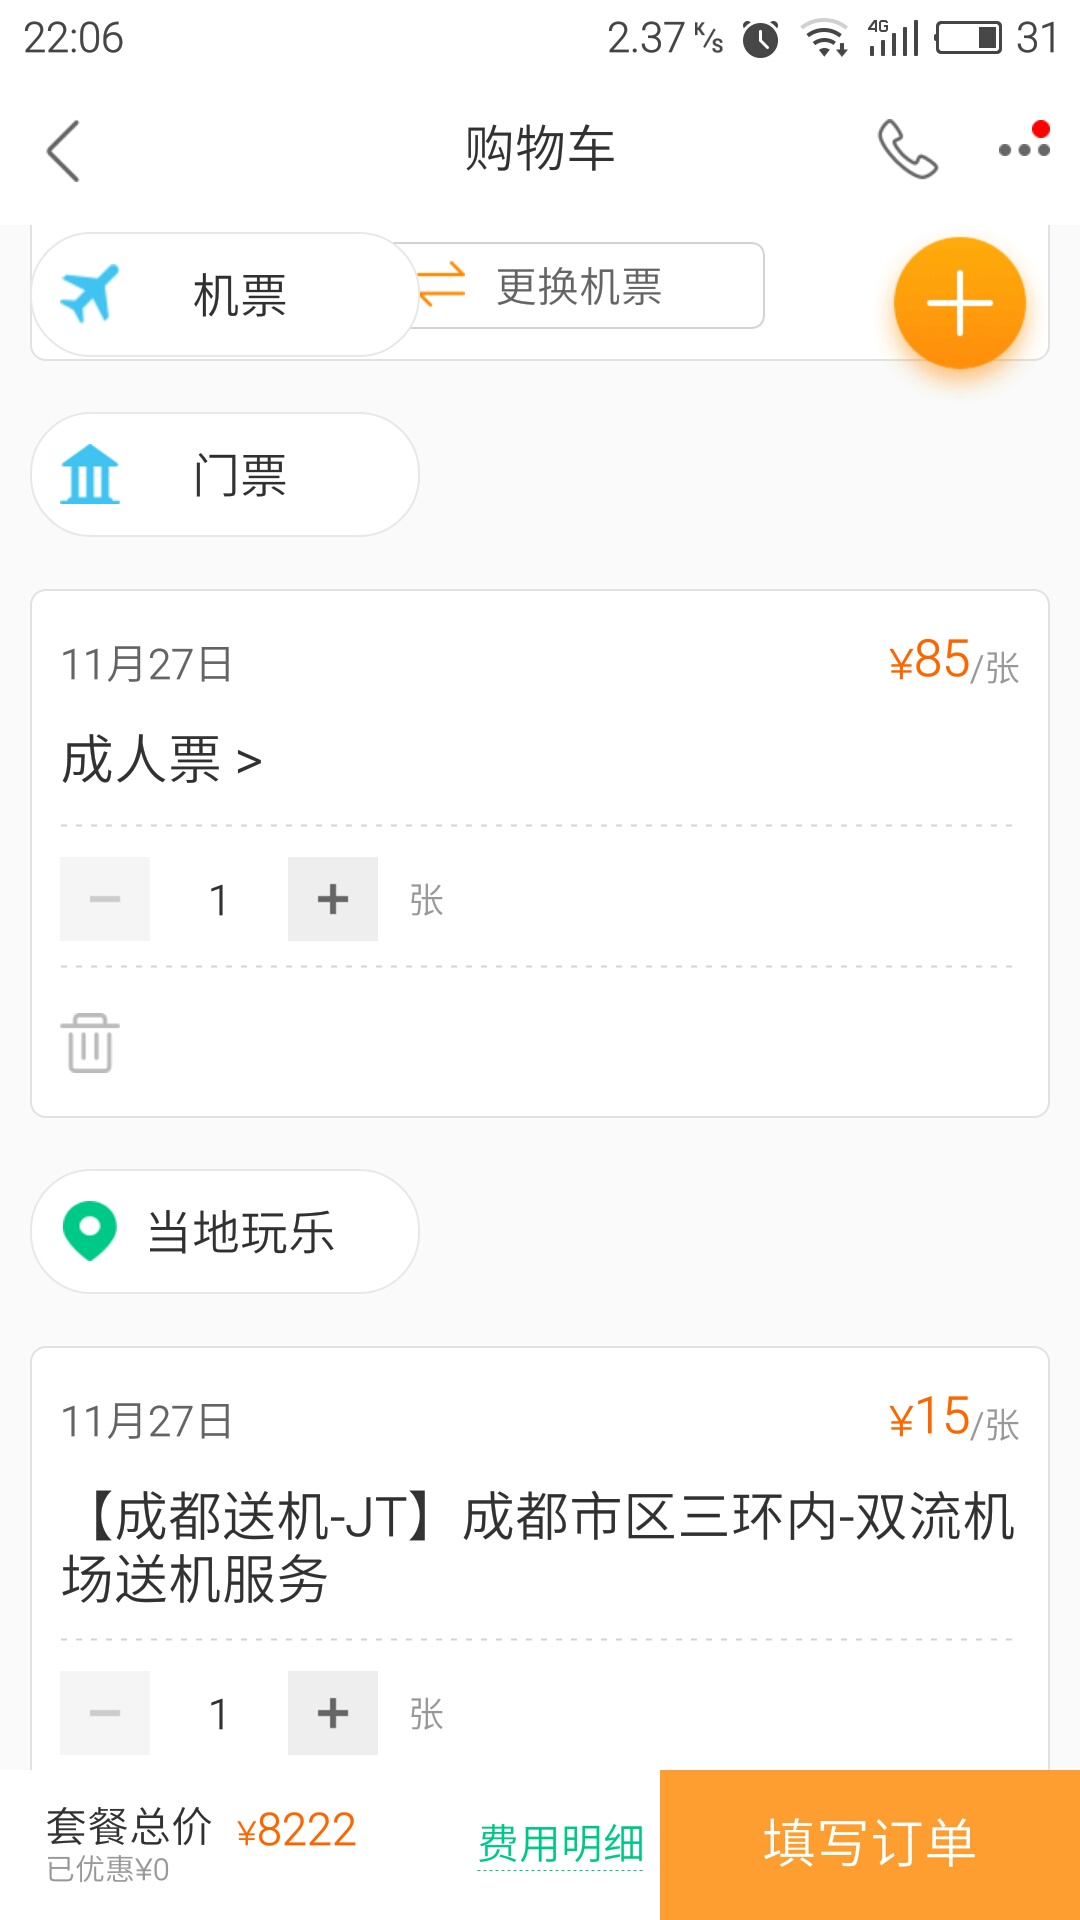 22:06 2.37 K/s 4G 31
购物车
机票 更换机票
门票
11月27日 ¥85/张
成人票 >
1 张
当地玩乐
11月27日 ¥15/张
【成都送机-JT】成都市区三环内-双流机
场送机服务
1 张
套餐总价 ¥8222 费用明细 填写订单
已优惠¥0